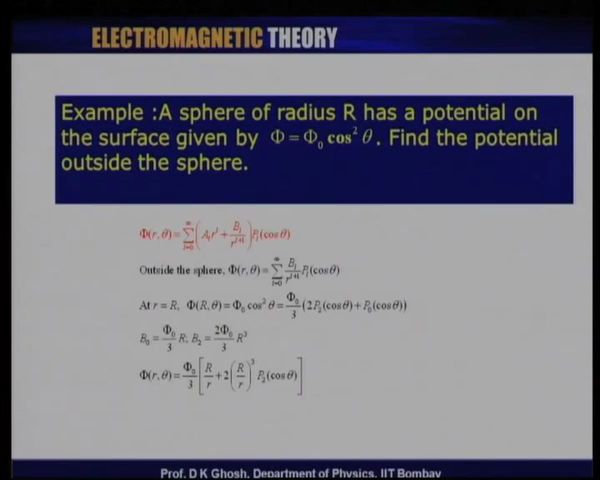 ELECTROMAGNETIC THEORY
Example :A sphere of radius R has a potential on
the surface given by Φ = Φ₀ cos² θ . Find the potential
outside the sphere.
Φ(r, θ) = ∑_{l=0}^{∞} (A_l r^l + B_l / r^{l+1}) P_l (cos θ)
Outside the sphere, Φ(r, θ) = ∑_{l=0}^{∞} B_l / r^{l+1} P_l (cos θ)
At r = R, Φ(R, θ) = Φ₀ cos² θ = Φ₀/3 (2P₂(cos θ) + P₀(cos θ))
B₀ = Φ₀/3 R; B₂ = 2Φ₀/3 R³
Φ(r, θ) = Φ₀/3 [R/r + 2(R/r)³ P₂(cos θ)]
Prof. D K Ghosh, Department of Physics, IIT Bombay